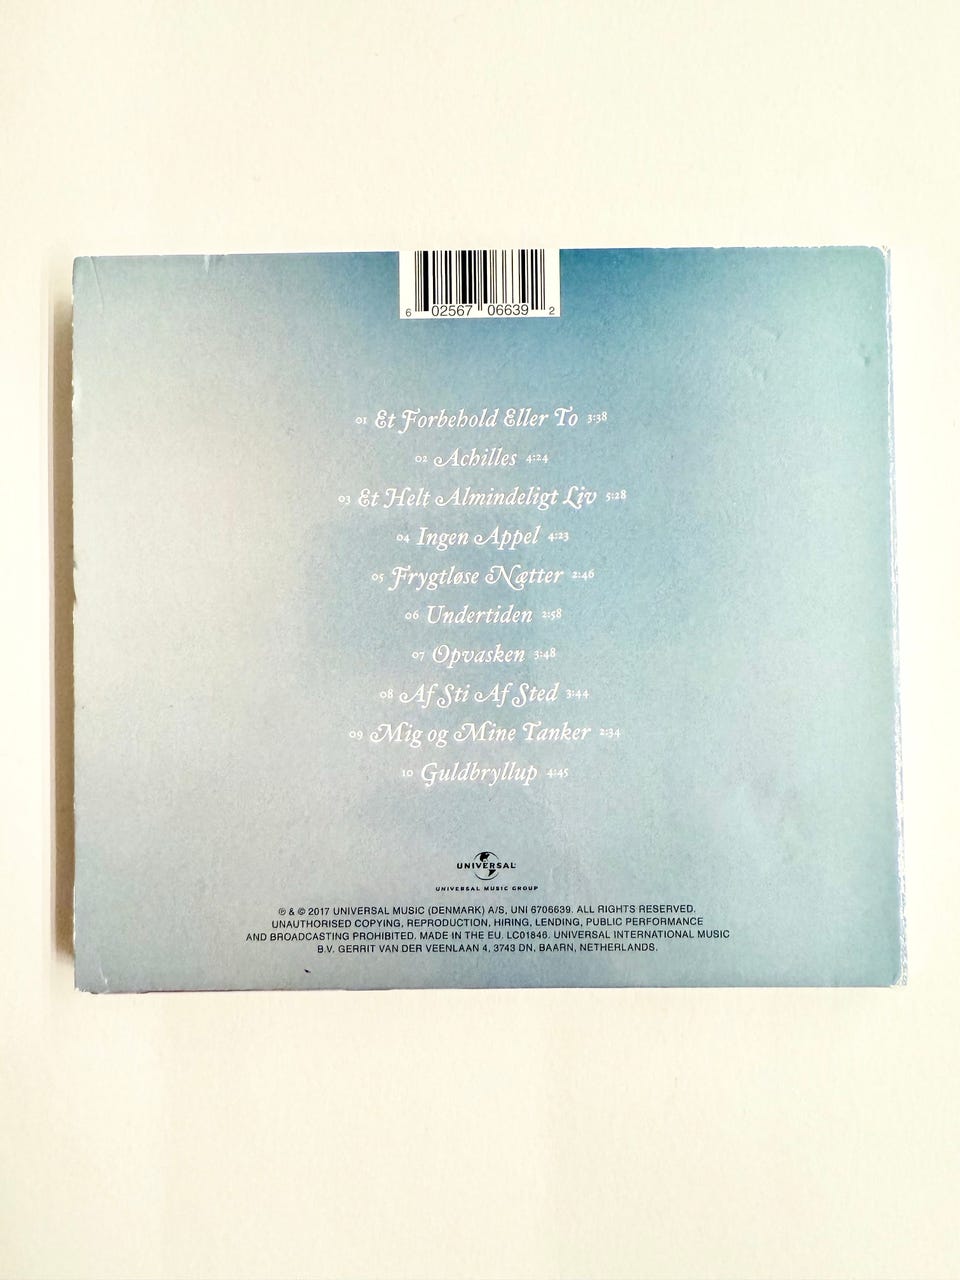 6 02567 06639 2
01 Et Forbehold Eller To 3:38
02 Achilles 4:24
03 Et Helt Almindeligt Liv 5:28
04 Ingen Appel 4:23
05 Frygtløse Nætter 2:46
06 Undertiden 2:58
07 Opvasken 3:48
08 Af Sti Af Sted 3:44
09 Mig og Mine Tanker 2:34
10 Guldbryllup 4:45
UNIVERSAL
UNIVERSAL MUSIC GROUP
℗ & © 2017 UNIVERSAL MUSIC (DENMARK) A/S, UNI 6706639. ALL RIGHTS RESERVED.
UNAUTHORISED COPYING, REPRODUCTION, HIRING, LENDING, PUBLIC PERFORMANCE
AND BROADCASTING PROHIBITED. MADE IN THE EU. LC01846. UNIVERSAL INTERNATIONAL MUSIC
B.V. GERRIT VAN DER VEENLAAN 4, 3743 DN, BAARN, NETHERLANDS.